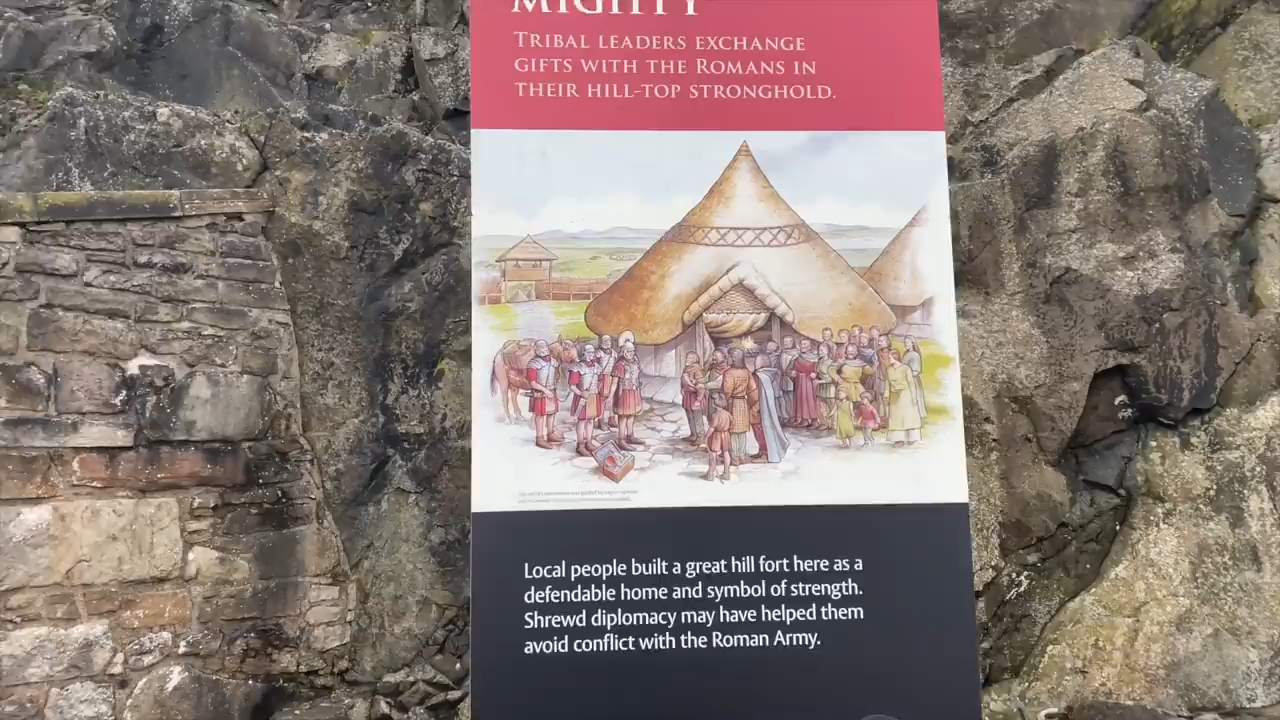 MIGHTY
TRIBAL LEADERS EXCHANGE
GIFTS WITH THE ROMANS IN
THEIR HILL-TOP STRONGHOLD.
Local people built a great hill fort here as a
defendable home and symbol of strength.
Shrewd diplomacy may have helped them
avoid conflict with the Roman Army.